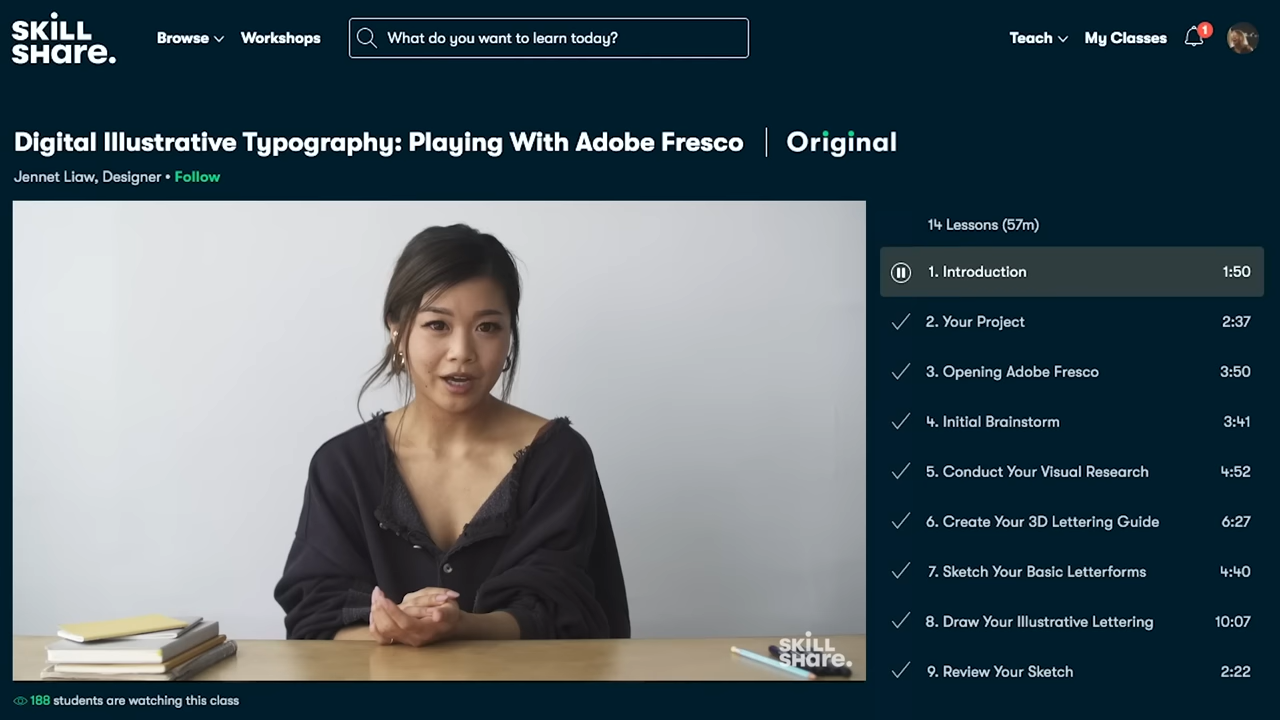 SKILL
SHare.
Browse
Workshops
What do you want to learn today?
Teach
My Classes
1
Digital Illustrative Typography: Playing With Adobe Fresco | Original
Jennet Liaw, Designer • Follow
14 Lessons (57m)
1. Introduction 1:50
2. Your Project 2:37
3. Opening Adobe Fresco 3:50
4. Initial Brainstorm 3:41
5. Conduct Your Visual Research 4:52
6. Create Your 3D Lettering Guide 6:27
7. Sketch Your Basic Letterforms 4:40
8. Draw Your Illustrative Lettering 10:07
9. Review Your Sketch 2:22
SKILL
SHare.
188 students are watching this class